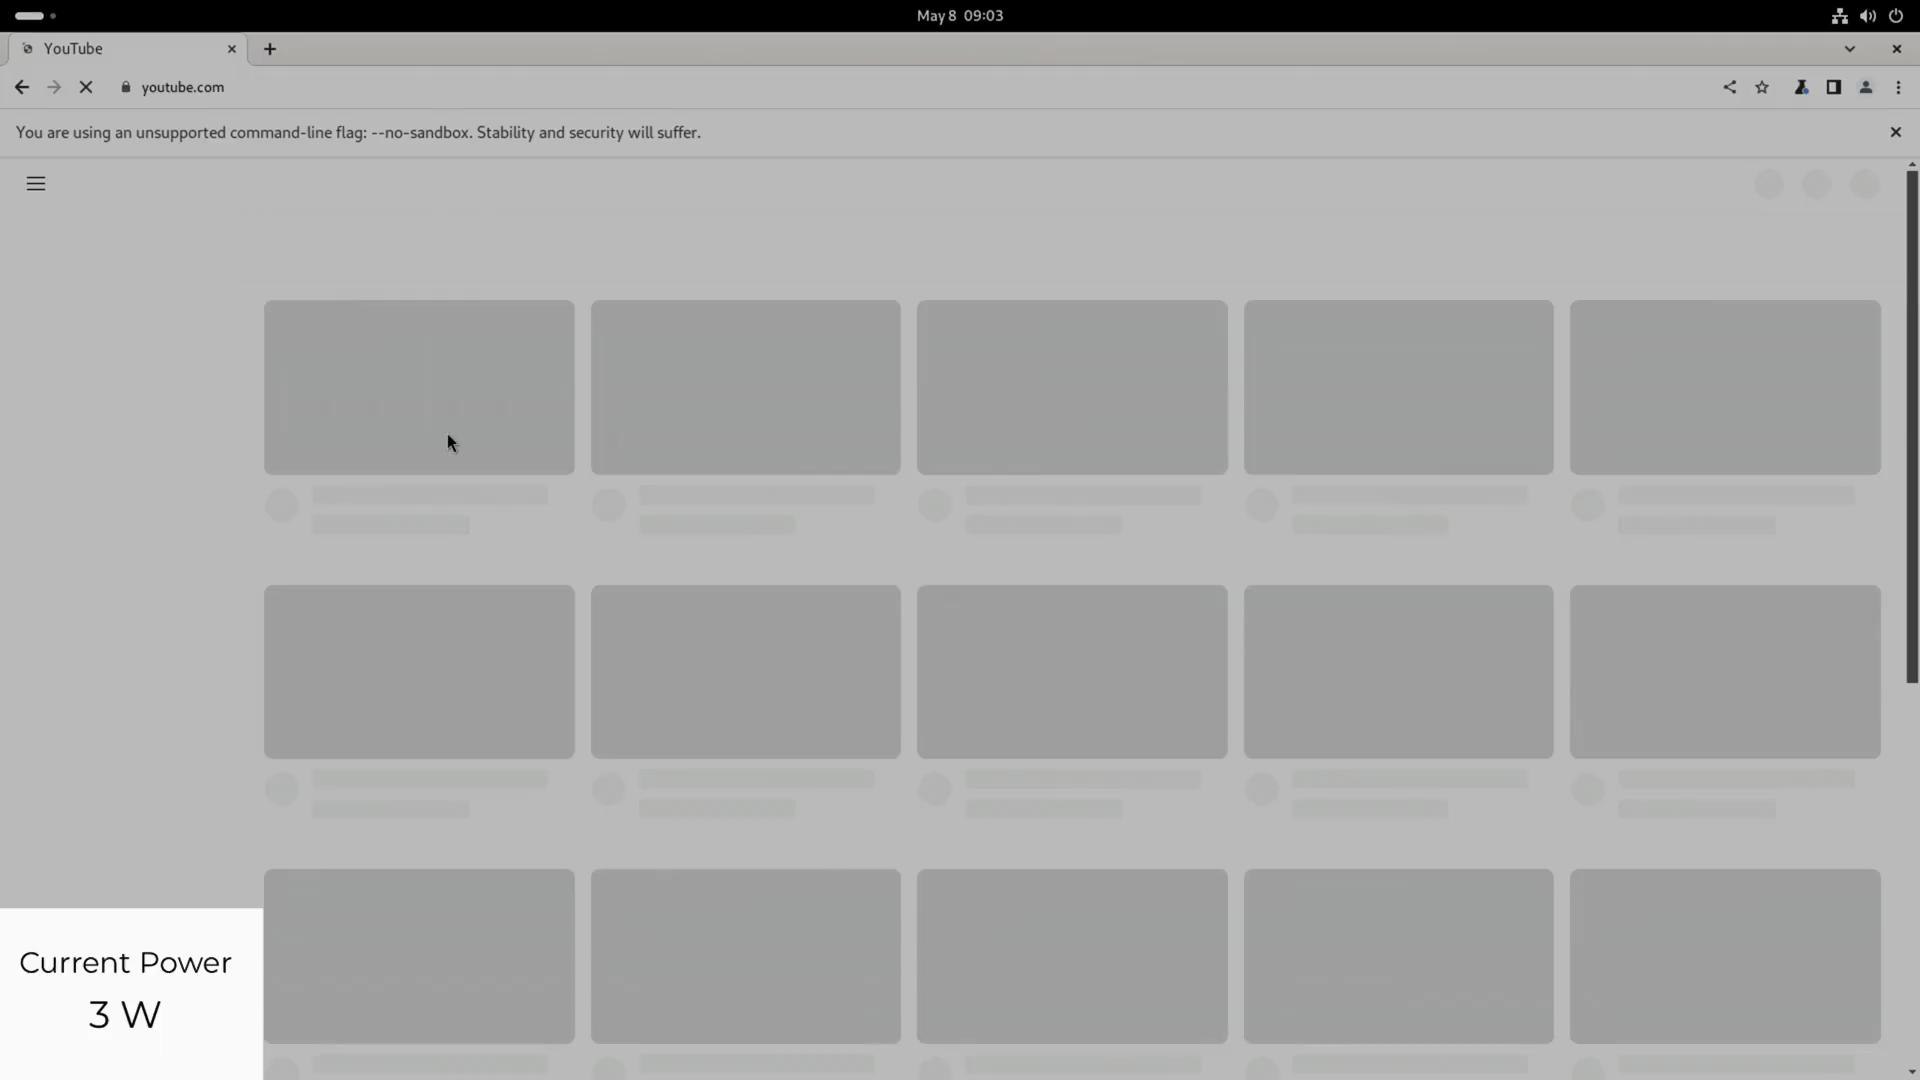 May 8 09:03
YouTube
youtube.com
You are using an unsupported command-line flag: --no-sandbox. Stability and security will suffer.
Current Power
3 W